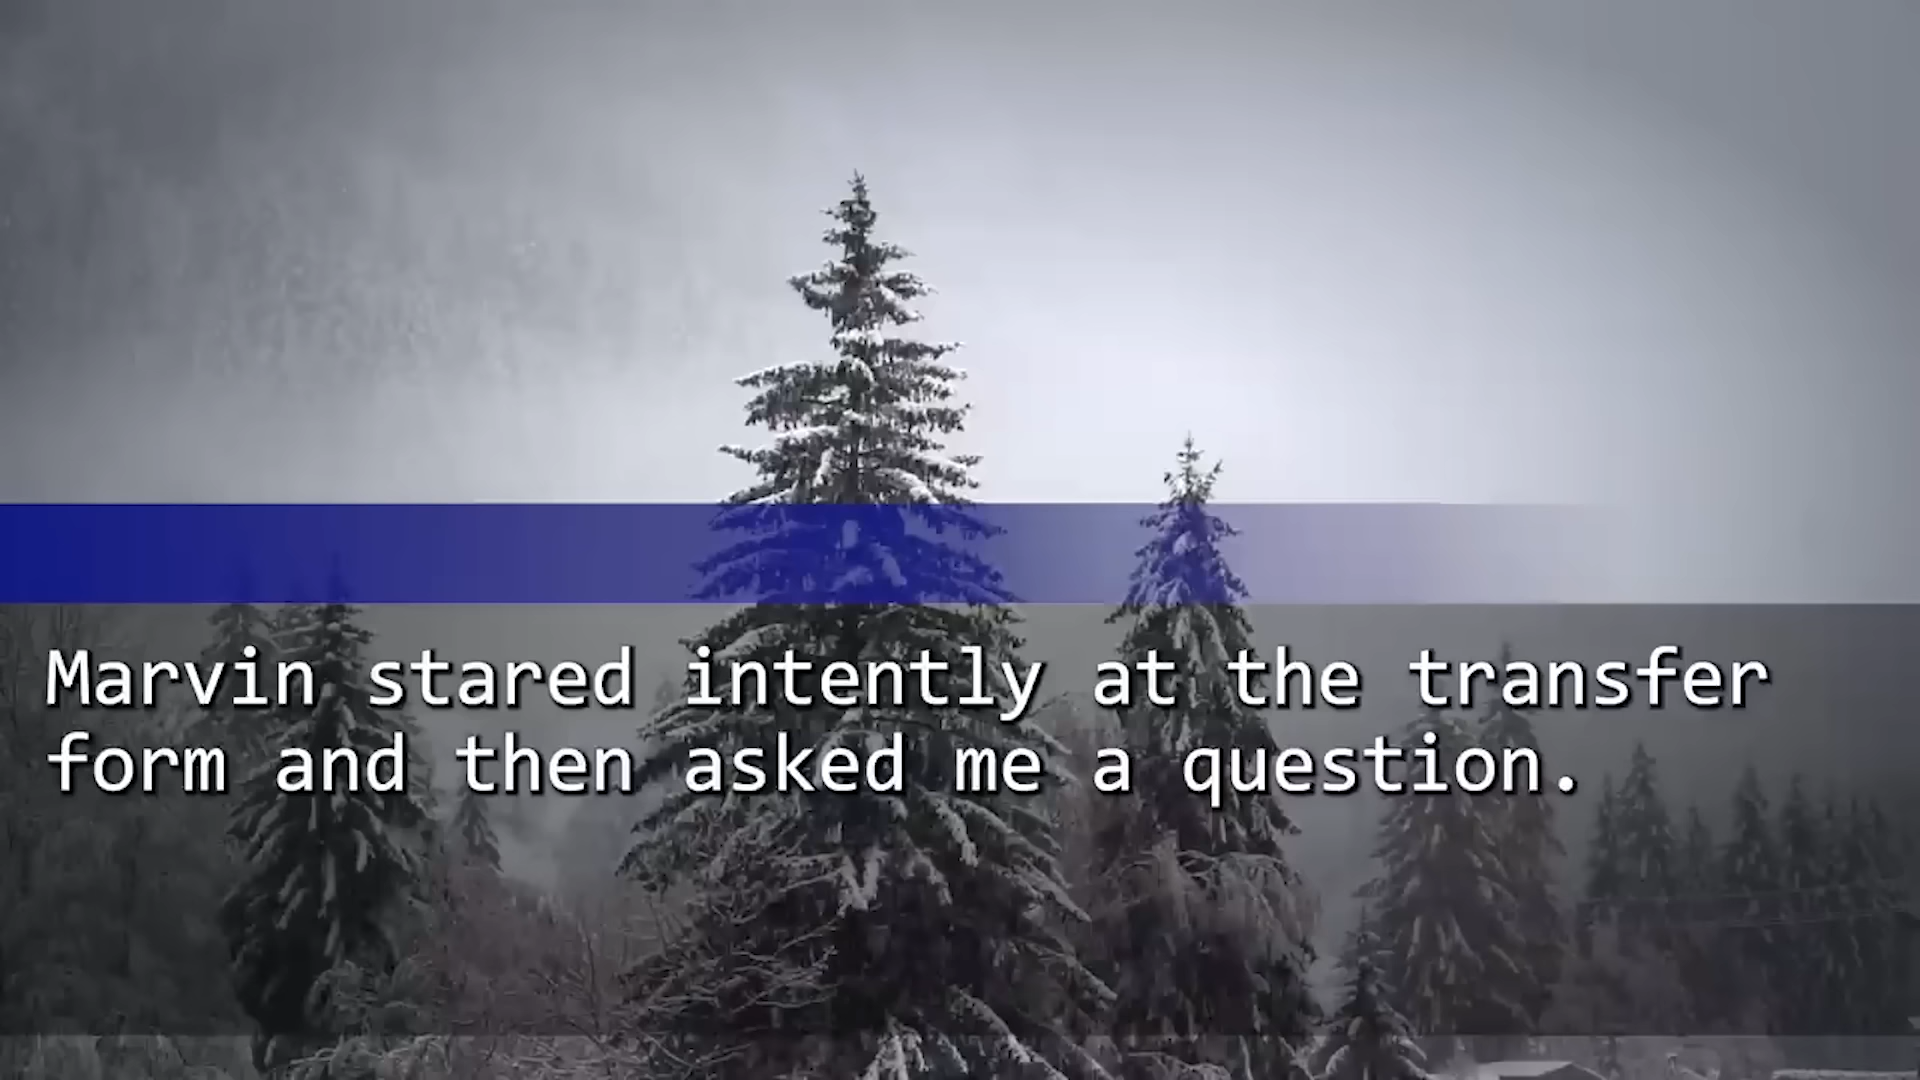 Marvin stared intently at the transfer
form and then asked me a question.